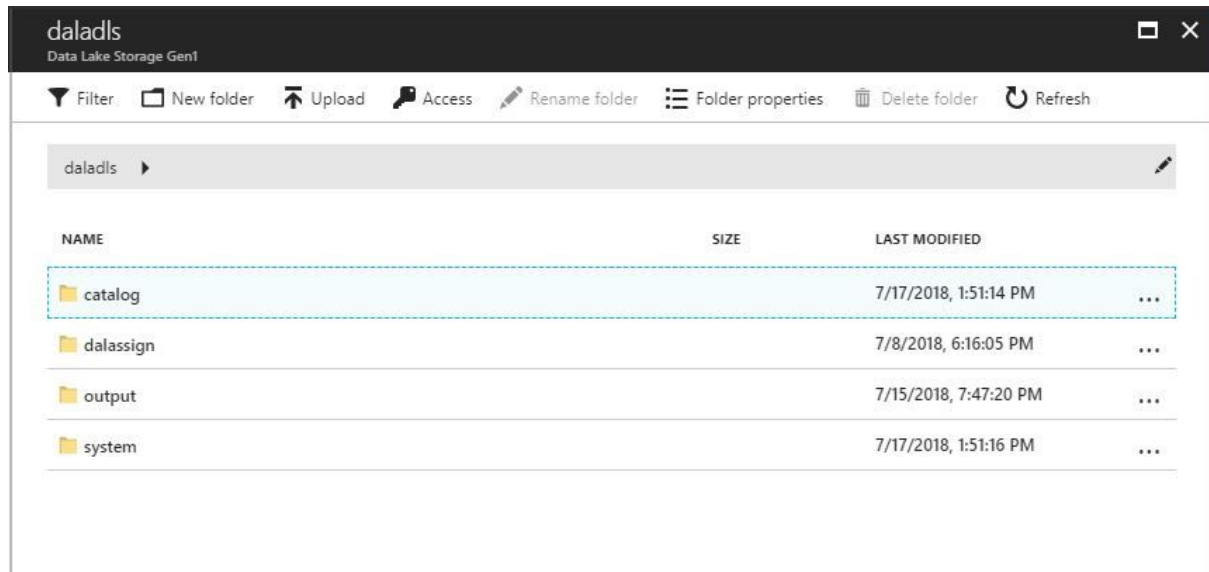 daladls
Data Lake Storage Gen1
Filter New folder Upload Access Rename folder Folder properties Delete folder Refresh
daladls
NAME SIZE LAST MODIFIED
catalog 7/17/2018, 1:51:14 PM ...
dalassign 7/8/2018, 6:16:05 PM ...
output 7/15/2018, 7:47:20 PM ...
system 7/17/2018, 1:51:16 PM ...